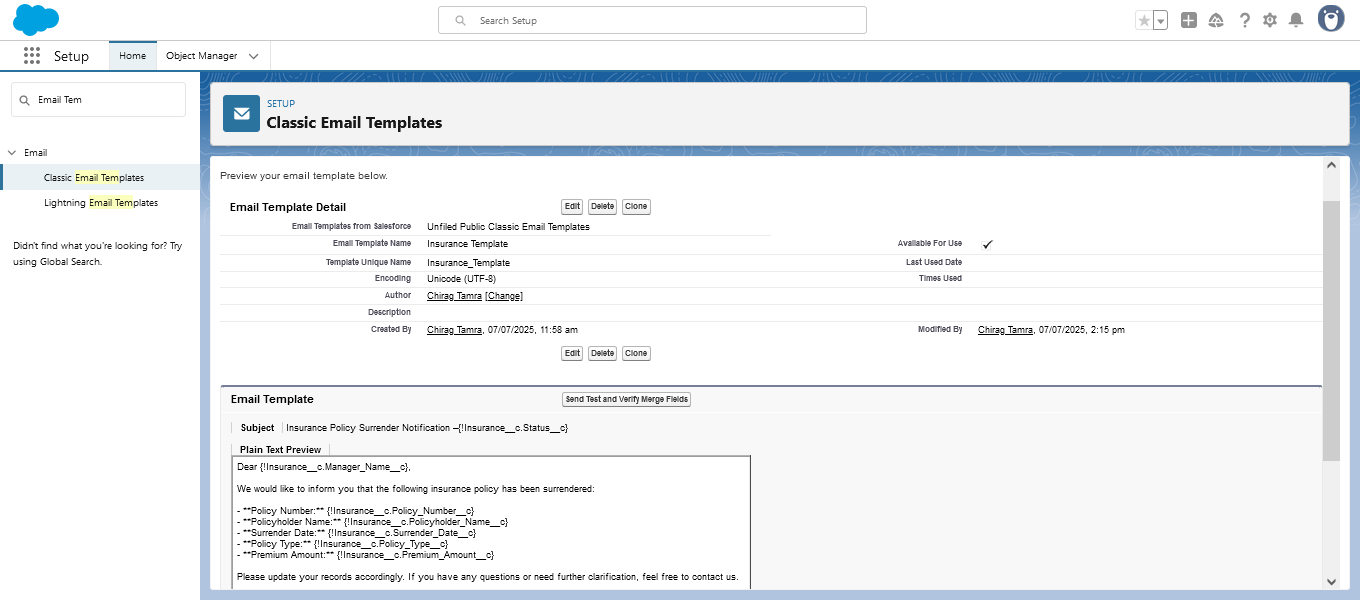 Search Setup
Setup
Home
Object Manager
Email Tem
Email
Classic Email Templates
Lightning Email Templates
Didn't find what you're looking for? Try
using Global Search.
SETUP
Classic Email Templates
Preview your email template below.
Email Template Detail
Edit Delete Clone
Email Templates from Salesforce Unfiled Public Classic Email Templates
Email Template Name Insurance Template Available For Use
Template Unique Name Insurance_Template Last Used Date
Encoding Unicode (UTF-8) Times Used
Author Chirag Tamra [Change]
Description
Created By Chirag Tamra, 07/07/2025, 11:58 am Modified By Chirag Tamra, 07/07/2025, 2:15 pm
Edit Delete Clone
Email Template Send Test and Verify Merge Fields
Subject Insurance Policy Surrender Notification –{!Insurance__c.Status__c}
Plain Text Preview
Dear {!Insurance__c.Manager_Name__c},
We would like to inform you that the following insurance policy has been surrendered:
- **Policy Number:** {!Insurance__c.Policy_Number__c}
- **Policyholder Name:** {!Insurance__c.Policyholder_Name__c}
- **Surrender Date:** {!Insurance__c.Surrender_Date__c}
- **Policy Type:** {!Insurance__c.Policy_Type__c}
- **Premium Amount:** {!Insurance__c.Premium_Amount__c}
Please update your records accordingly. If you have any questions or need further clarification, feel free to contact us.